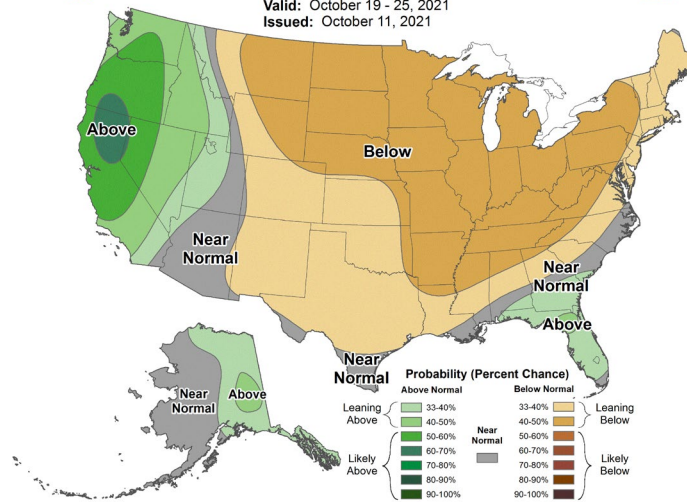 Valid: October 19 - 25, 2021
Issued: October 11, 2021
Above
Below
Near
Normal
Near
Normal
Above
Near
Normal
Near
Normal
Above
Probability (Percent Chance)
Above Normal
Below Normal
Leaning
Above
33-40%
40-50%
Likely
Above
50-60%
60-70%
70-80%
80-90%
90-100%
Near
Normal
33-40%
40-50%
Leaning
Below
50-60%
60-70%
70-80%
80-90%
90-100%
Likely
Below